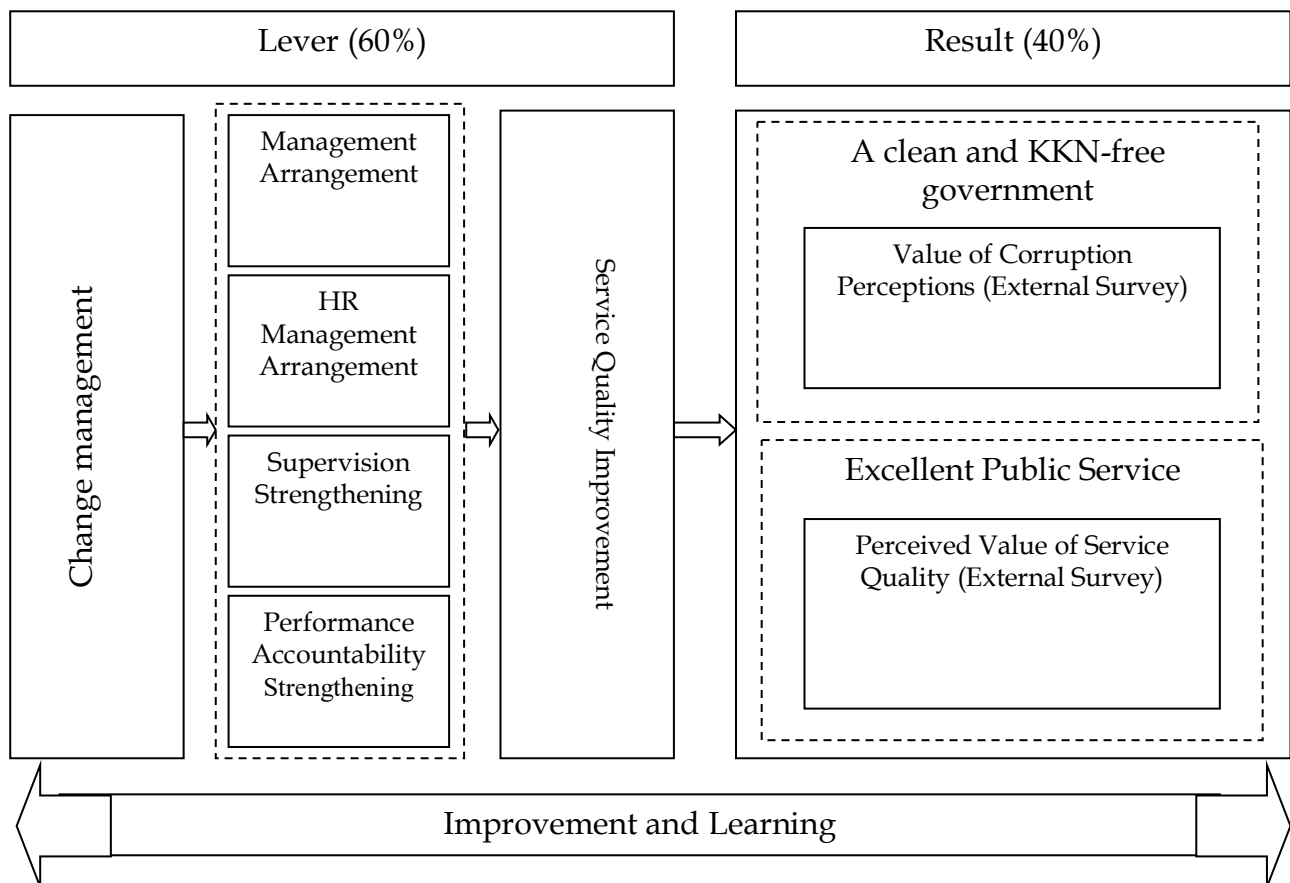 Lever (60%)
Result (40%)
Change management
Management
Arrangement
HR
Management
Arrangement
Supervision
Strengthening
Performance
Accountability
Strengthening
Service Quality Improvement
A clean and KKN-free
government
Value of Corruption
Perceptions (External Survey)
Excellent Public Service
Perceived Value of Service
Quality (External Survey)
Improvement and Learning